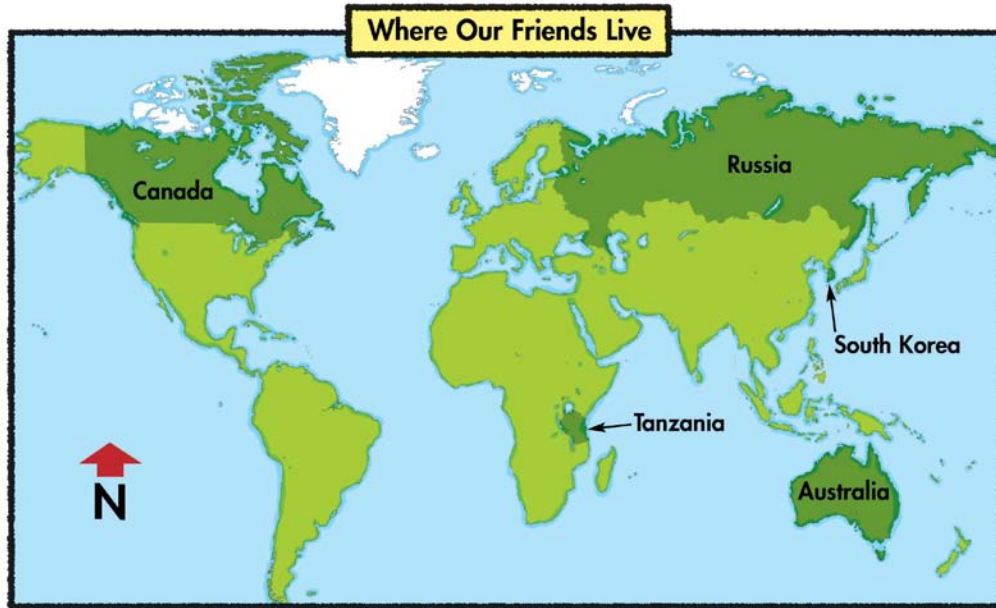 Where Our Friends Live
Canada
Russia
South Korea
Tanzania
Australia
N